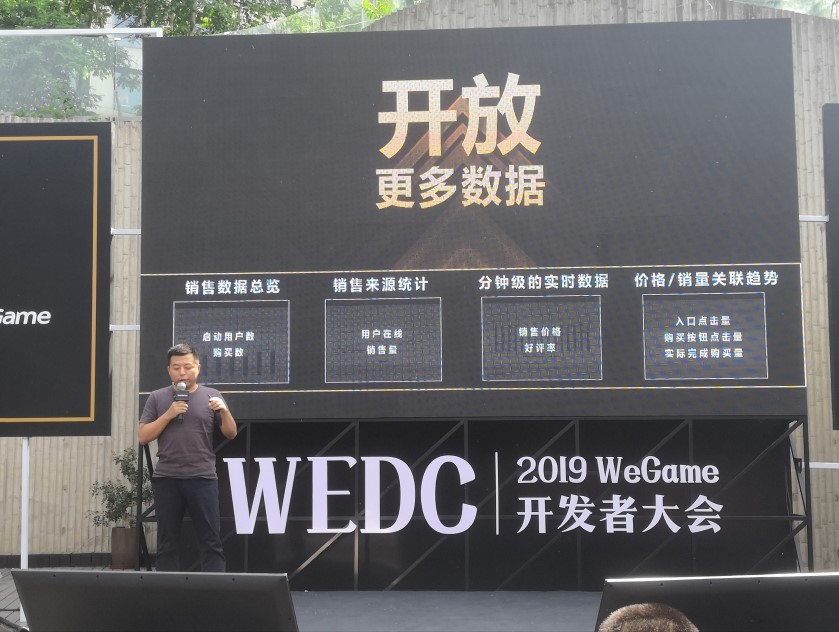 开放
更多数据
销售数据总览
启动用户数
购买数
销售来源统计
用户在线
销售量
分钟级的实时数据
销售价格
好评率
价格/销量关联趋势
入口点击量
购买按钮点击量
实际完成购买量
Game
WEDC
2019 WeGame
开发者大会